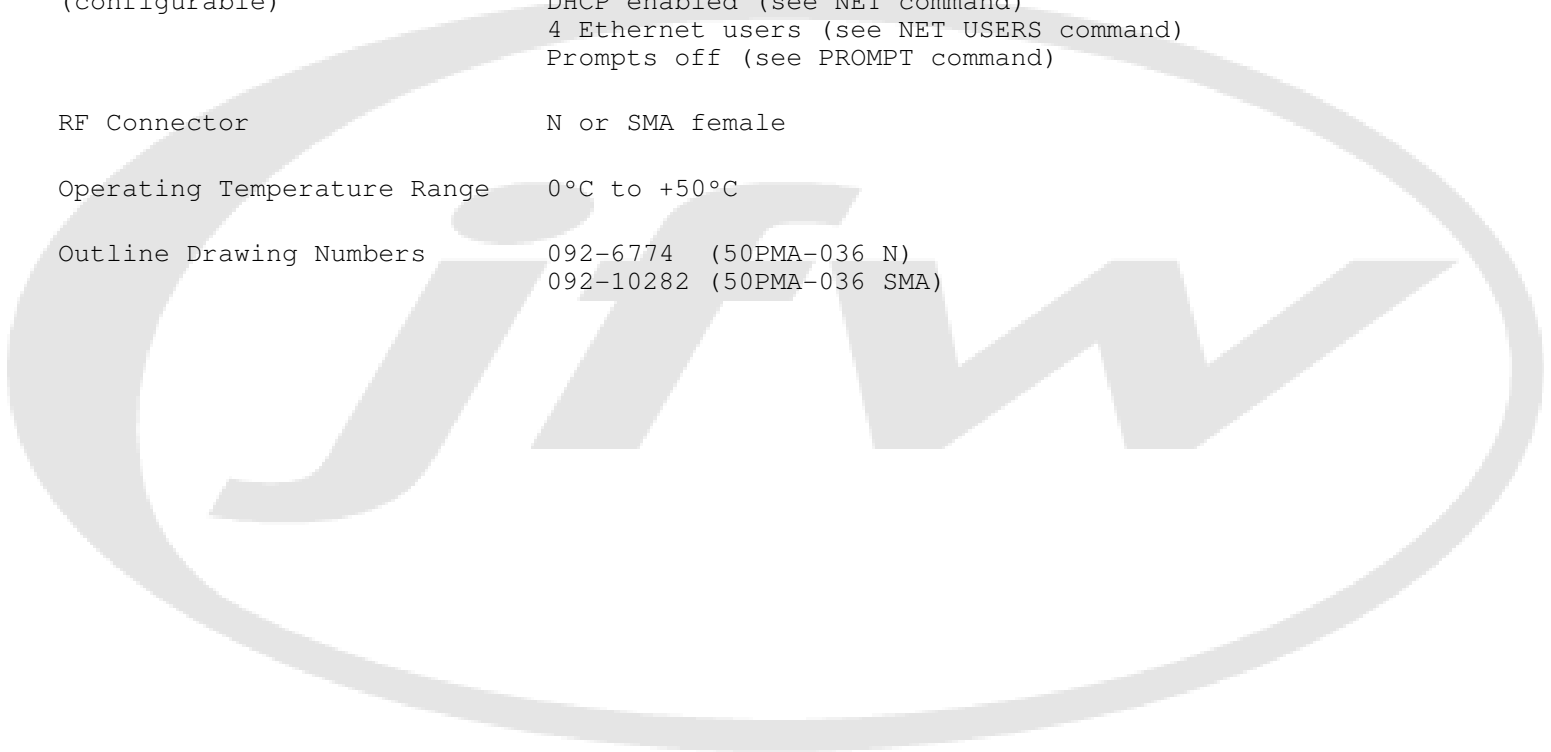 (configurable) DHCP enabled (see NET command)
4 Ethernet users (see NET USERS command)
Prompts off (see PROMPT command)
RF Connector N or SMA female
Operating Temperature Range 0°C to +50°C
Outline Drawing Numbers 092-6774 (50PMA-036 N)
092-10282 (50PMA-036 SMA)
jfw